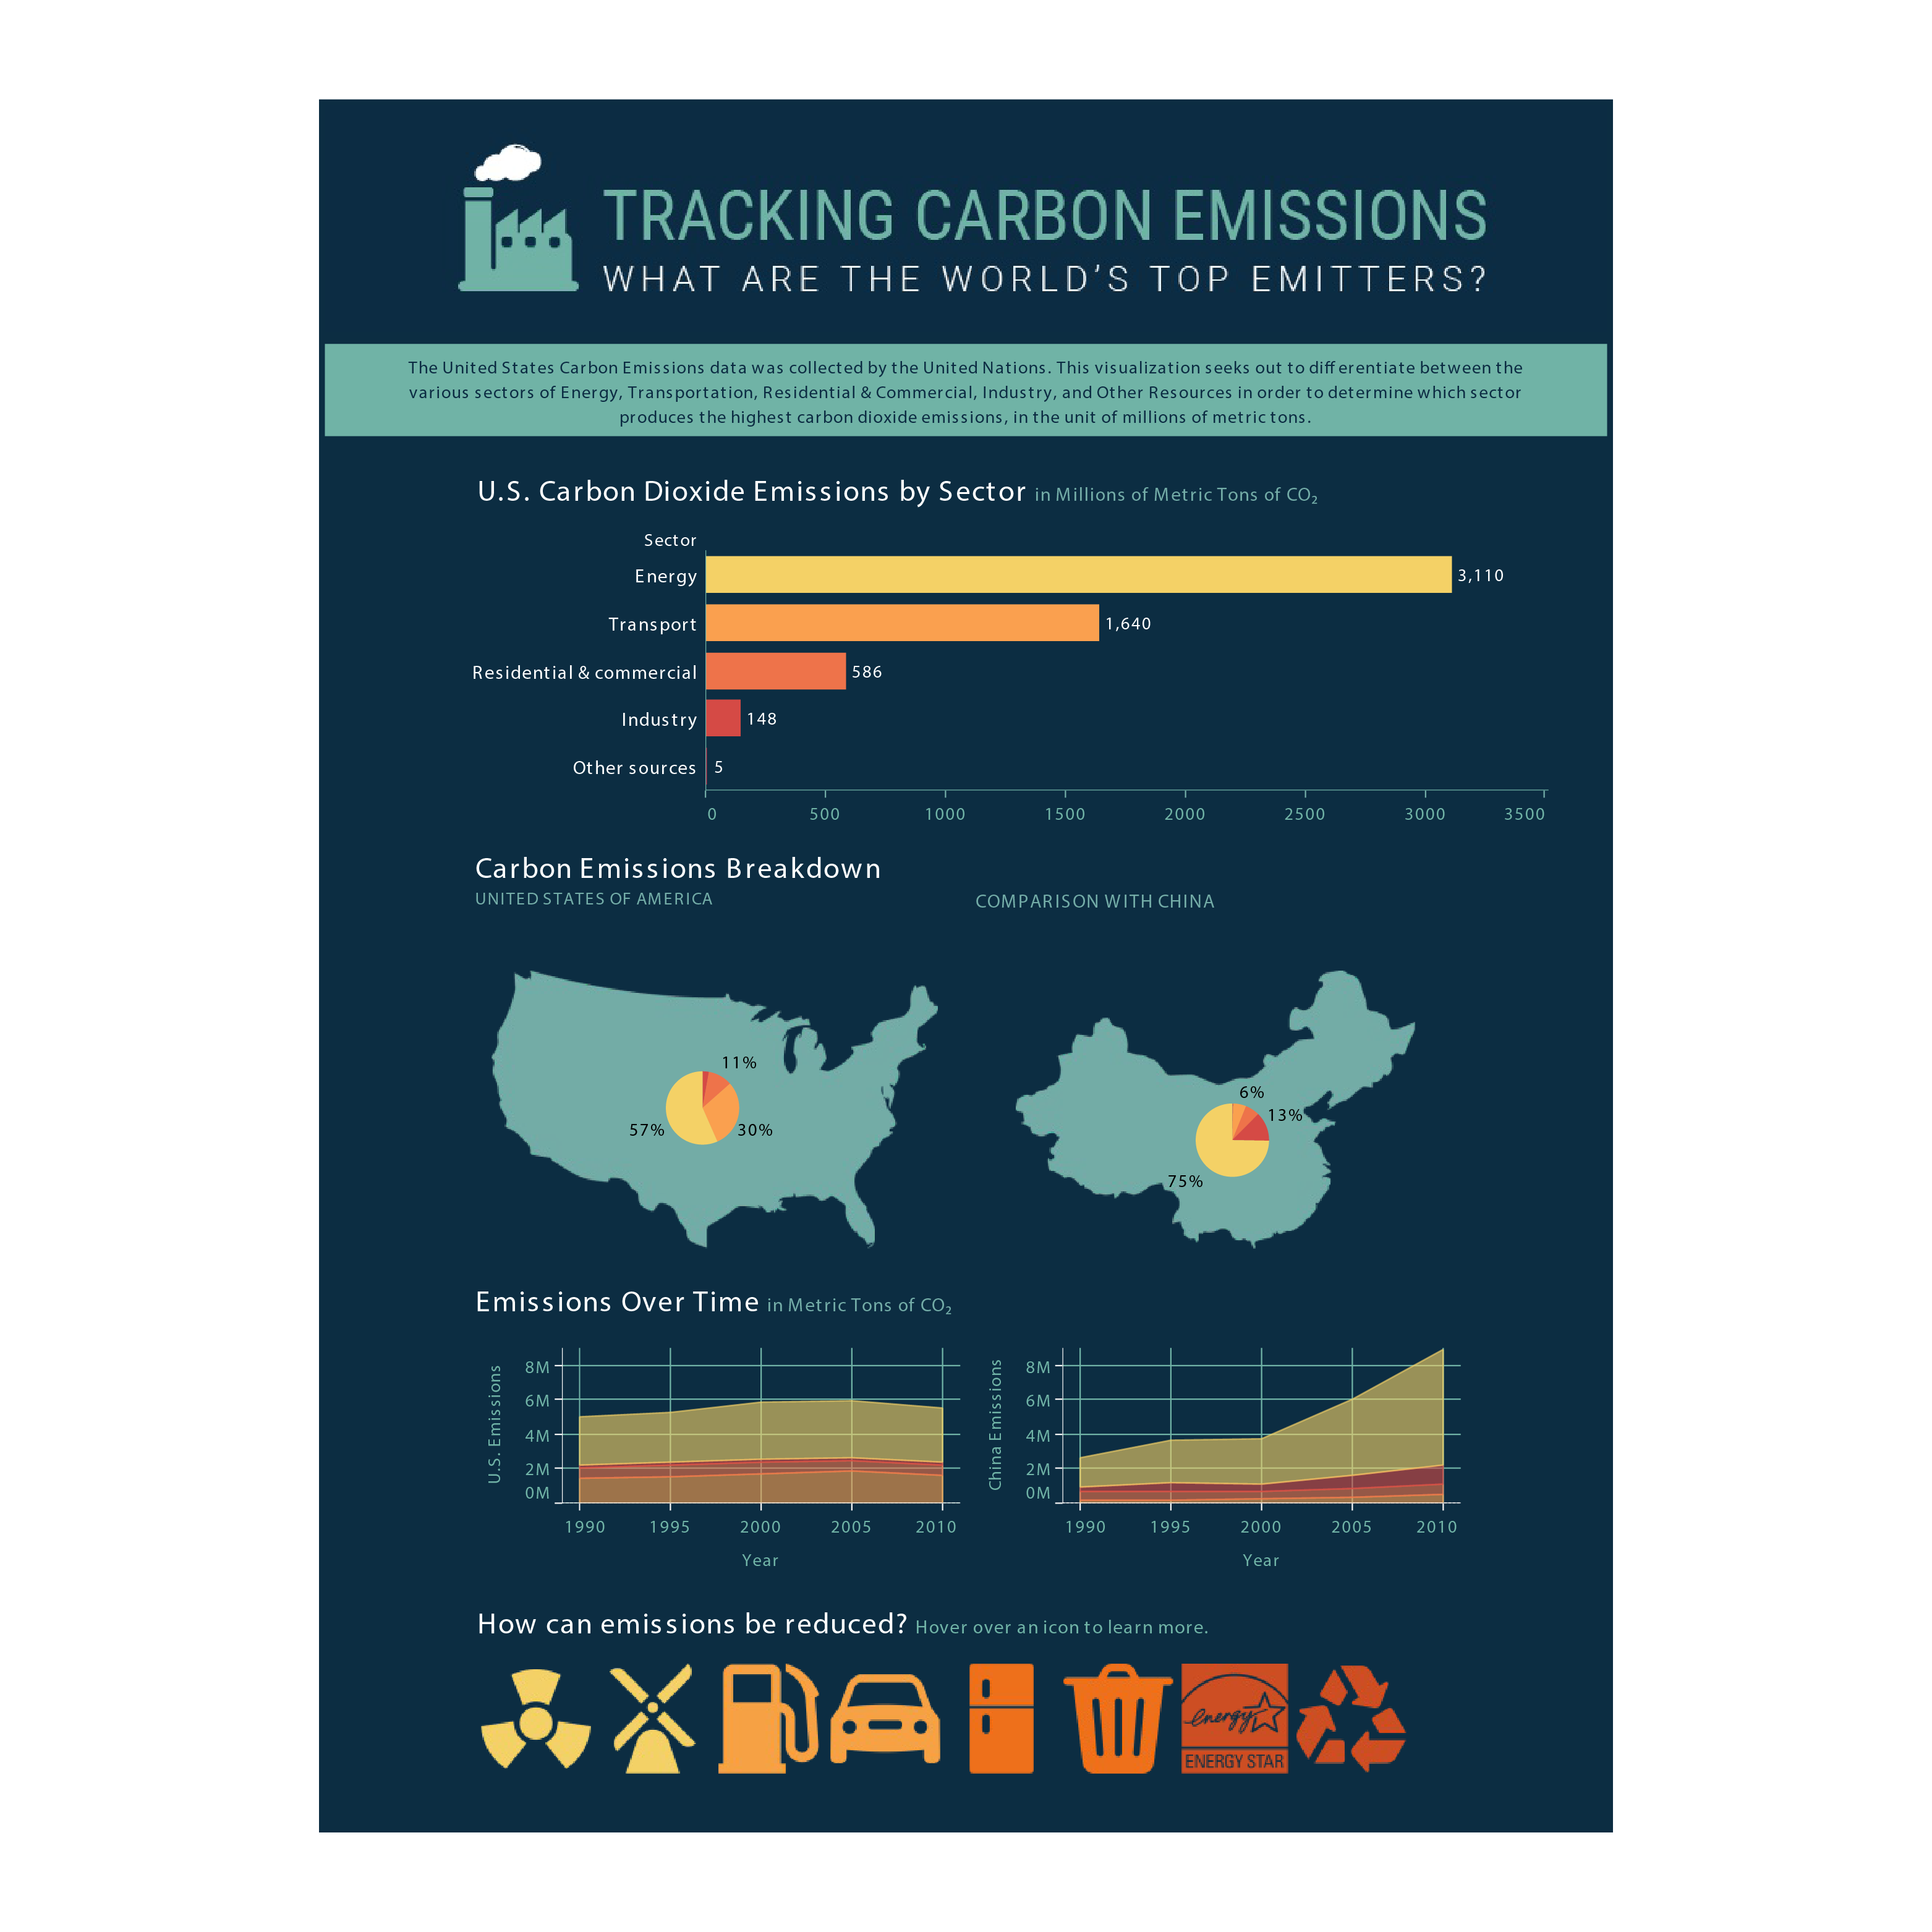 TRACKING CARBON EMISSIONS
WHAT ARE THE WORLD'S TOP EMITTERS?
The United States Carbon Emissions data was collected by the United Nations. This visualization seeks out to differentiate between the
various sectors of Energy, Transportation, Residential & Commercial, Industry, and Other Resources in order to determine which sector
produces the highest carbon dioxide emissions, in the unit of millions of metric tons.
U.S. Carbon Dioxide Emissions by Sector in Millions of Metric Tons of CO₂
Sector
Energy 3,110
Transport 1,640
Residential & commercial 586
Industry 148
Other sources 5
0 500 1000 1500 2000 2500 3000 3500
Carbon Emissions Breakdown
UNITED STATES OF AMERICA
11%
57%
30%
COMPARISON WITH CHINA
6%
13%
75%
Emissions Over Time in Metric Tons of CO₂
U.S. Emissions
8M
6M
4M
2M
0M
1990 1995 2000 2005 2010
Year
China Emissions
8M
6M
4M
2M
0M
1990 1995 2000 2005 2010
Year
How can emissions be reduced? Hover over an icon to learn more.
energy
ENERGY STAR